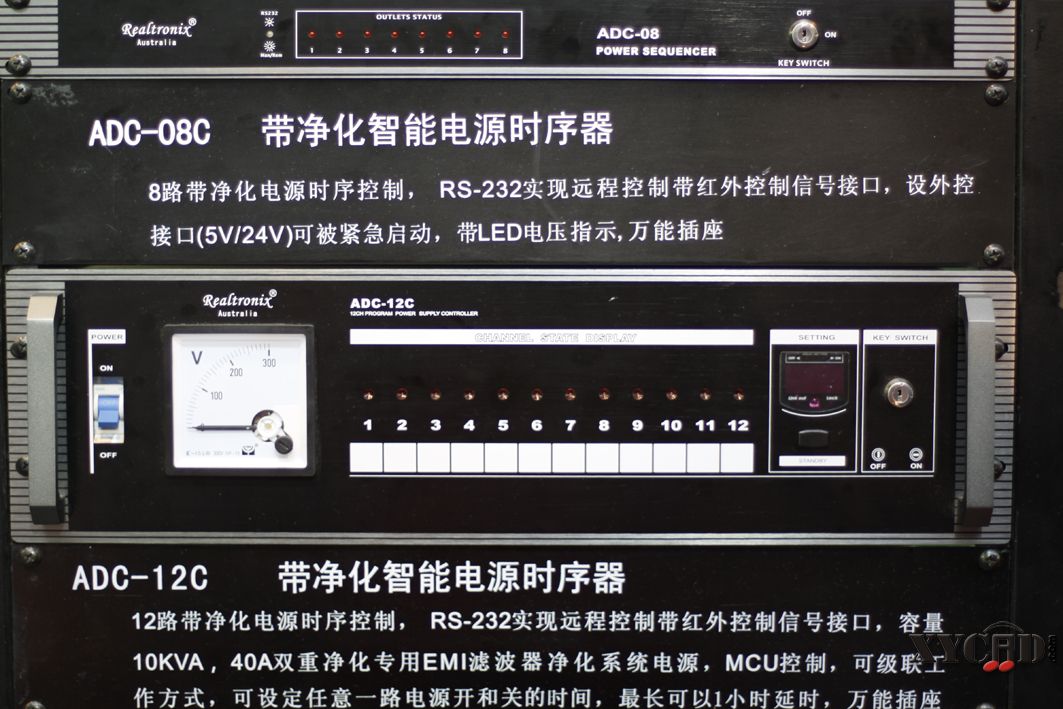 Realtronix®
Australia
RS232
Man/Rem
OUTLETS STATUS
1 2 3 4 5 6 7 8
ADC-08
POWER SEQUENCER
OFF
ON
KEY SWITCH
ADC-08C 带净化智能电源时序器
8路带净化电源时序控制， RS-232实现远程控制带红外控制信号接口，设外控
接口(5V/24V)可被紧急启动，带LED电压指示,万能插座
Realtronix®
Australia
ADC-12C
12CH PROGRAM POWER SUPPLY CONTROLLER
POWER
ON
OFF
V
100
200
300
CHANNEL STATE DISPLAY
1 2 3 4 5 6 7 8 9 10 11 12
SETTING
STANDBY
KEY SWITCH
OFF
ON
ADC-12C 带净化智能电源时序器
12路带净化电源时序控制， RS-232实现远程控制带红外控制信号接口，容量
10KVA，40A双重净化专用EMI滤波器净化系统电源，MCU控制，可级联工
作方式，可设定任意一路电源开和关的时间，最长可以1小时延时，万能插座